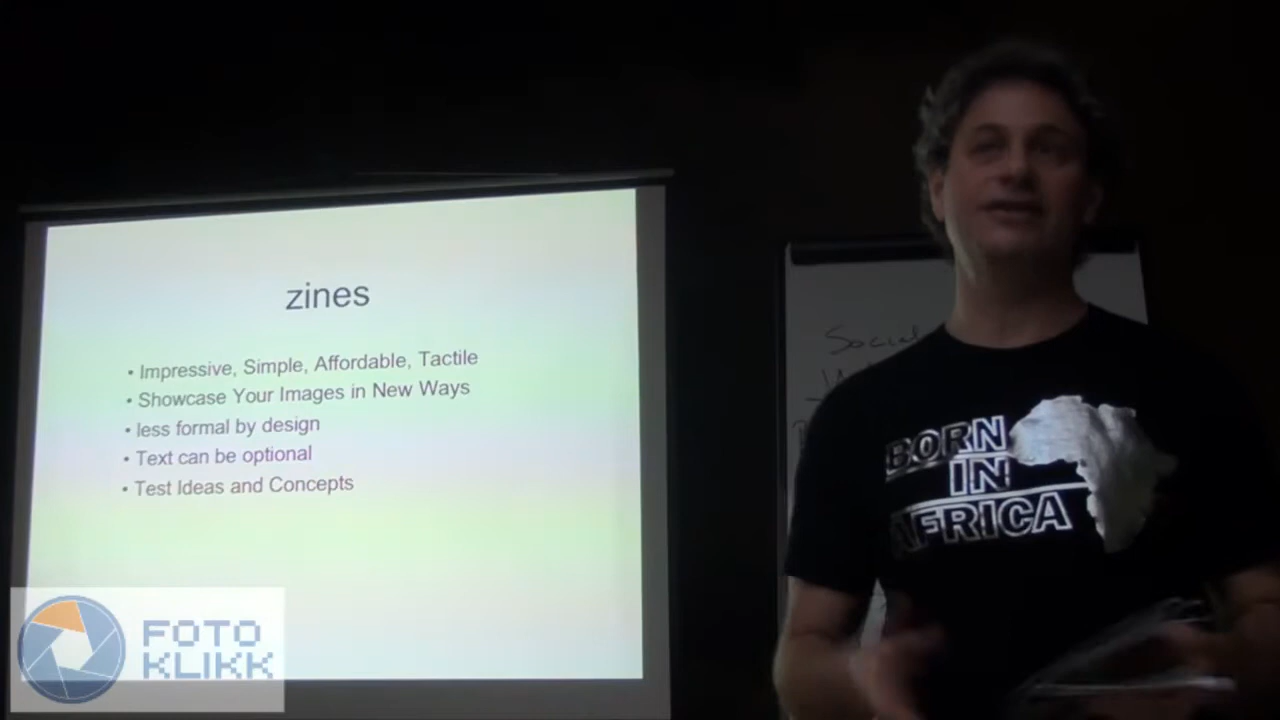 zines
• Impressive, Simple, Affordable, Tactile
• Showcase Your Images in New Ways
• less formal by design
• Text can be optional
• Test Ideas and Concepts
Social
BORN
IN
AFRICA
FOTO
KLIKK